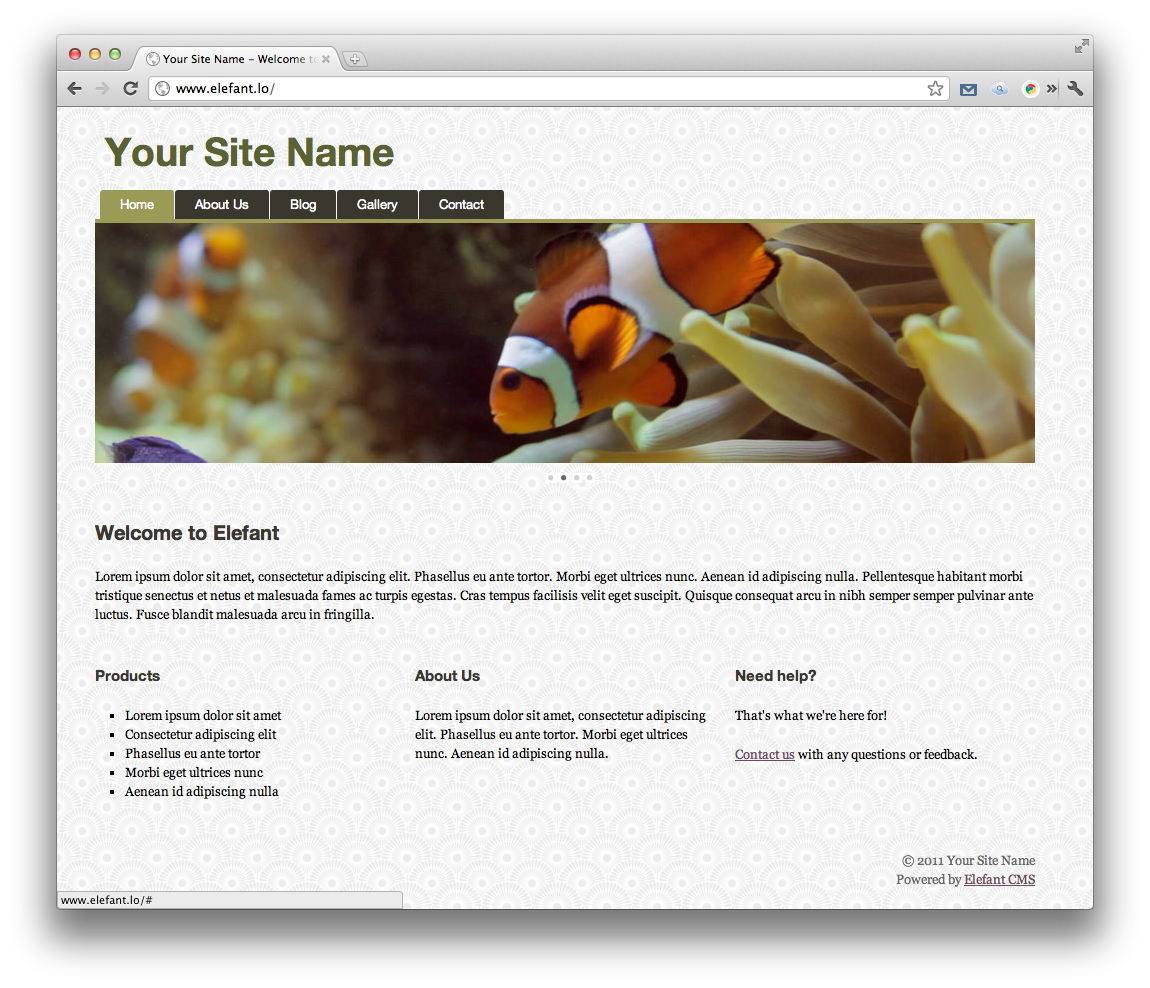 Your Site Name – Welcome to
www.elefant.lo/
Your Site Name
Home About Us Blog Gallery Contact
Welcome to Elefant
Lorem ipsum dolor sit amet, consectetur adipiscing elit. Phasellus eu ante tortor. Morbi eget ultrices nunc. Aenean id adipiscing nulla. Pellentesque habitant morbi
tristique senectus et netus et malesuada fames ac turpis egestas. Cras tempus facilisis velit eget suscipit. Quisque consequat arcu in nibh semper semper pulvinar ante
luctus. Fusce blandit malesuada arcu in fringilla.
Products
Lorem ipsum dolor sit amet
Consectetur adipiscing elit
Phasellus eu ante tortor
Morbi eget ultrices nunc
Aenean id adipiscing nulla
About Us
Lorem ipsum dolor sit amet, consectetur adipiscing
elit. Phasellus eu ante tortor. Morbi eget ultrices
nunc. Aenean id adipiscing nulla.
Need help?
That's what we're here for!
Contact us with any questions or feedback.
© 2011 Your Site Name
Powered by Elefant CMS
www.elefant.lo/#